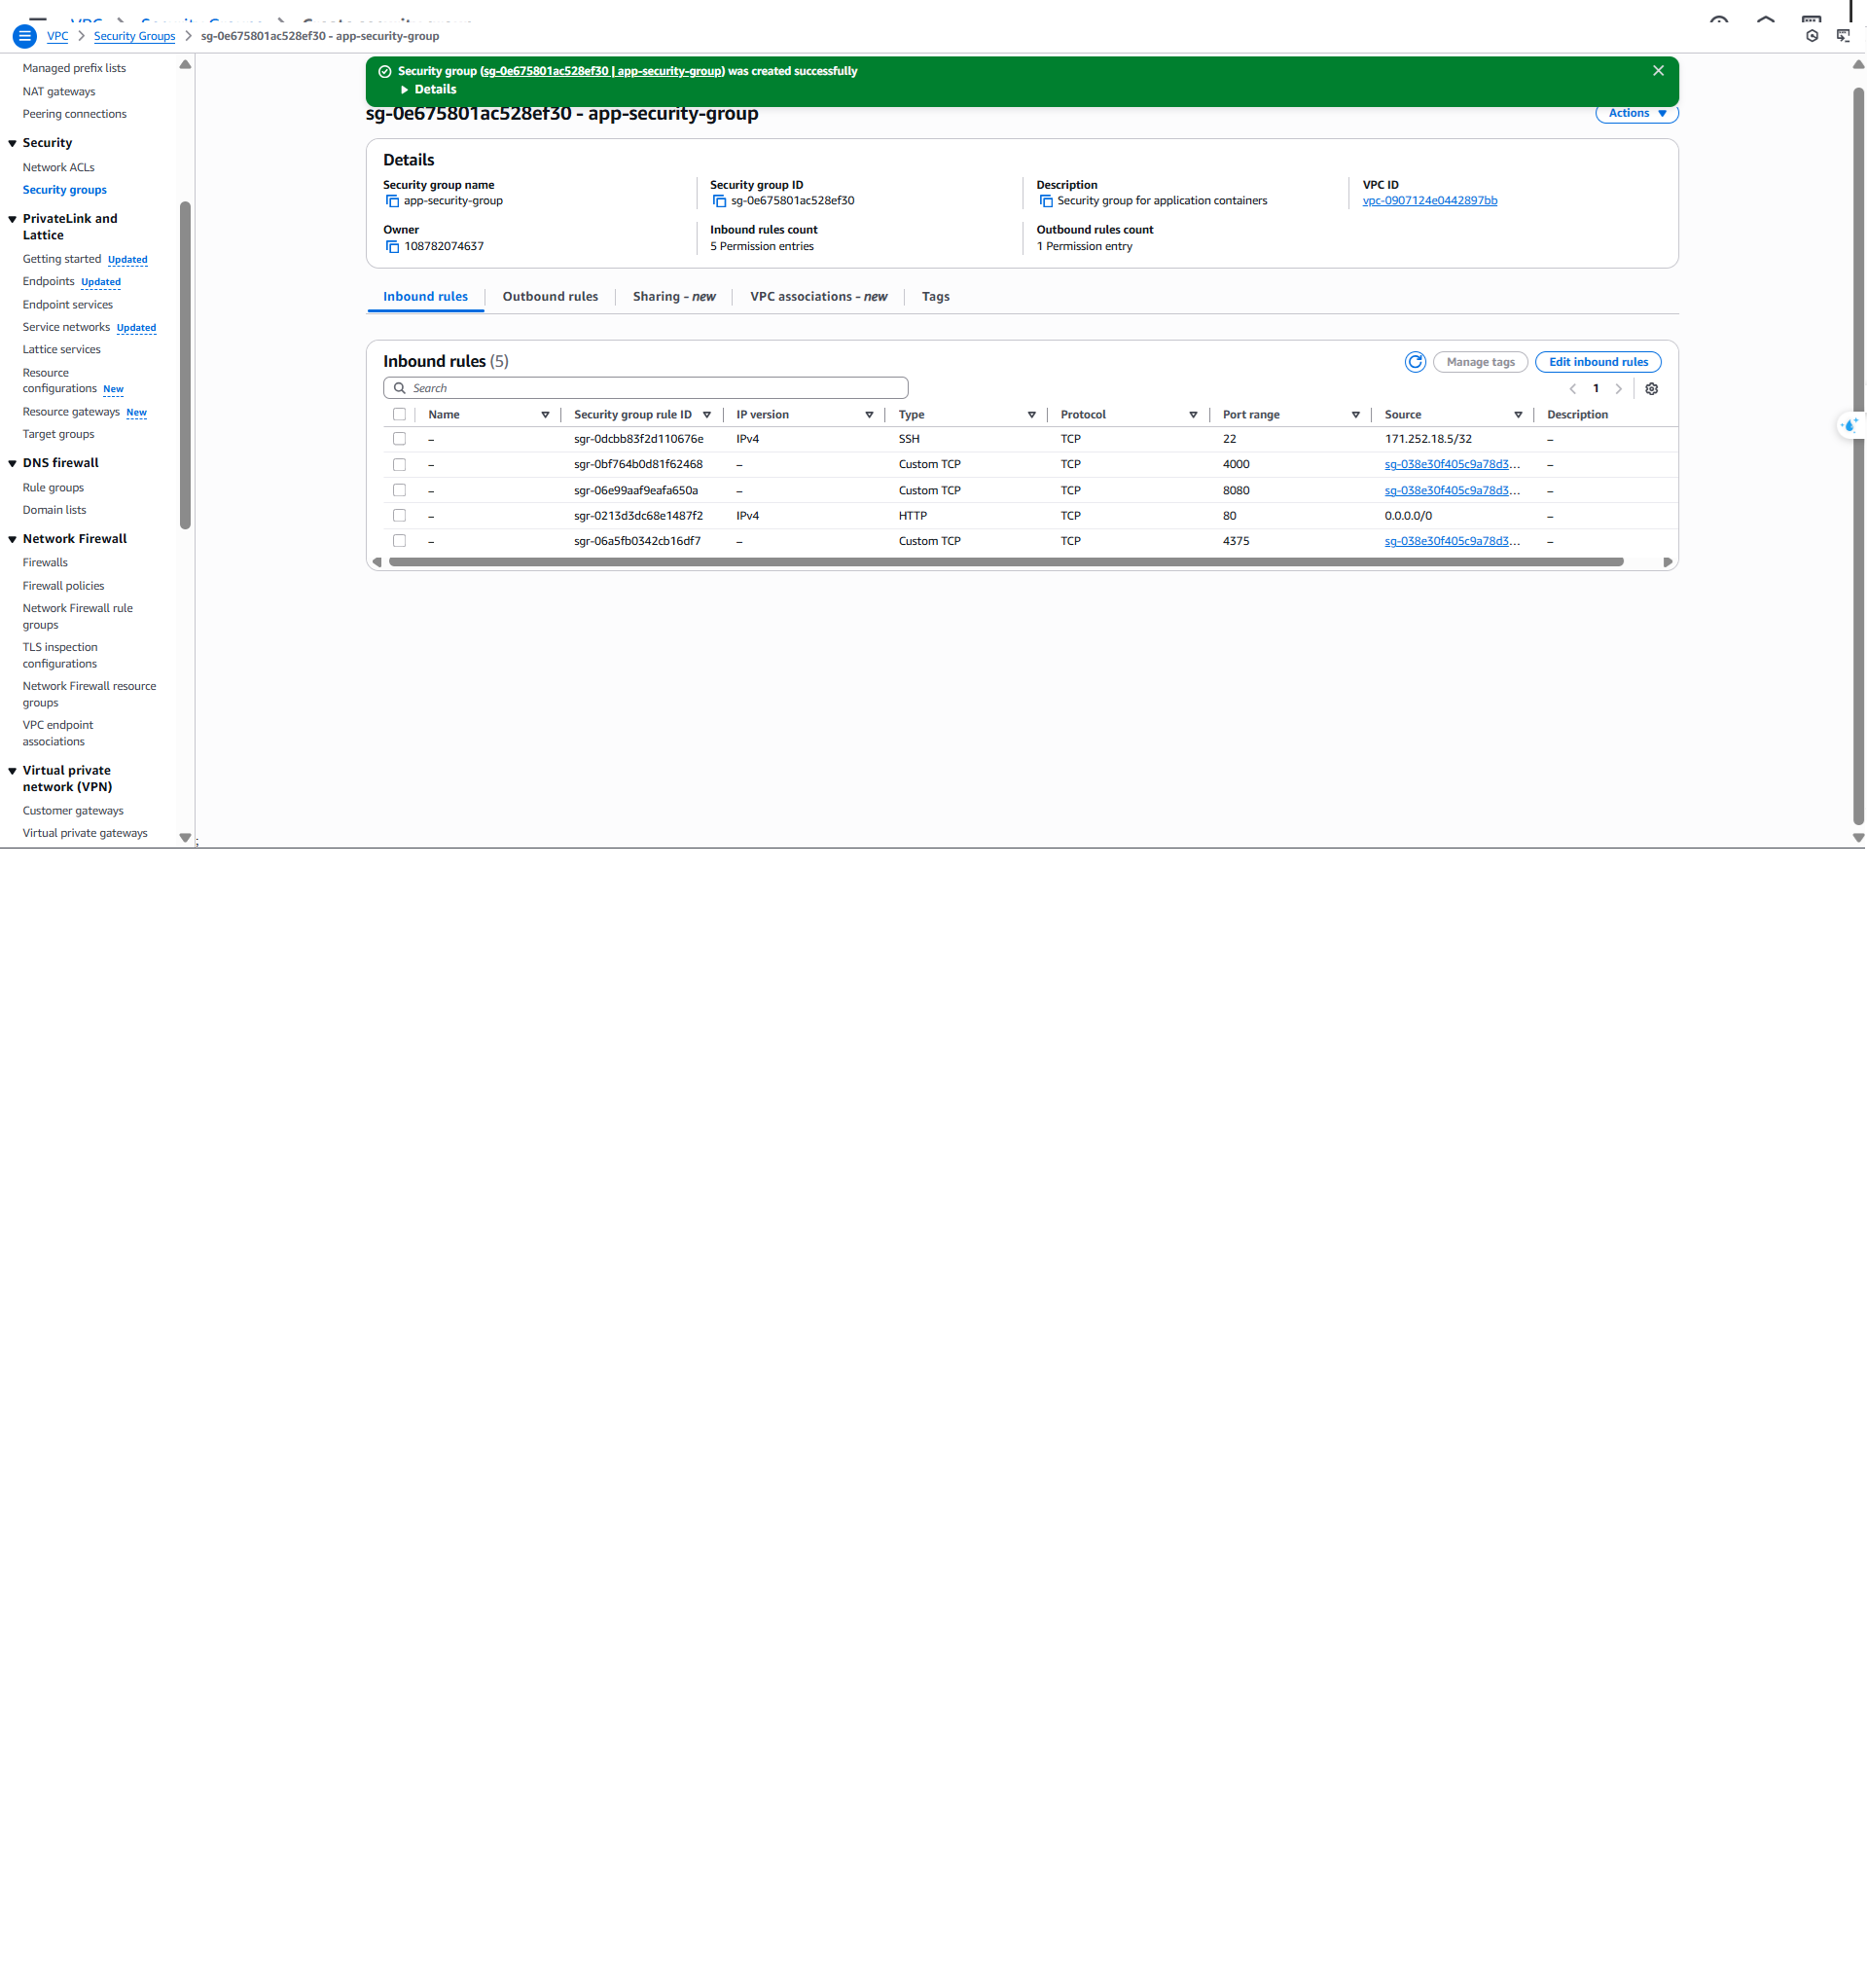 VPC > Security Groups > sg-0e675801ac528ef30 - app-security-group
Managed prefix lists
NAT gateways
Peering connections
Security
Network ACLs
Security groups
PrivateLink and
Lattice
Getting started Updated
Endpoints Updated
Endpoint services
Service networks Updated
Lattice services
Resource
configurations New
Resource gateways New
Target groups
DNS firewall
Rule groups
Domain lists
Network Firewall
Firewalls
Firewall policies
Network Firewall rule
groups
TLS inspection
configurations
Network Firewall resource
groups
VPC endpoint
associations
Virtual private
network (VPN)
Customer gateways
Virtual private gateways
Security group (sg-0e675801ac528ef30 | app-security-group) was created successfully
Details
sg-0e675801ac528ef30 - app-security-group
Actions
Details
Security group name Security group ID Description VPC ID
app-security-group sg-0e675801ac528ef30 Security group for application containers vpc-0907124e0442897bb
Owner Inbound rules count Outbound rules count
108782074637 5 Permission entries 1 Permission entry
Inbound rules Outbound rules Sharing - new VPC associations - new Tags
Inbound rules (5) Manage tags Edit inbound rules
Search < 1 >
Name Security group rule ID IP version Type Protocol Port range Source Description
– sgr-0dcbb83f2d110676e IPv4 SSH TCP 22 171.252.18.5/32 –
– sgr-0bf764b0d81f62468 – Custom TCP TCP 4000 sg-038e30f405c9a78d3... –
– sgr-06e99aaf9eafa650a – Custom TCP TCP 8080 sg-038e30f405c9a78d3... –
– sgr-0213d3dc68e1487f2 IPv4 HTTP TCP 80 0.0.0.0/0 –
– sgr-06a5fb0342cb16df7 – Custom TCP TCP 4375 sg-038e30f405c9a78d3... –
;